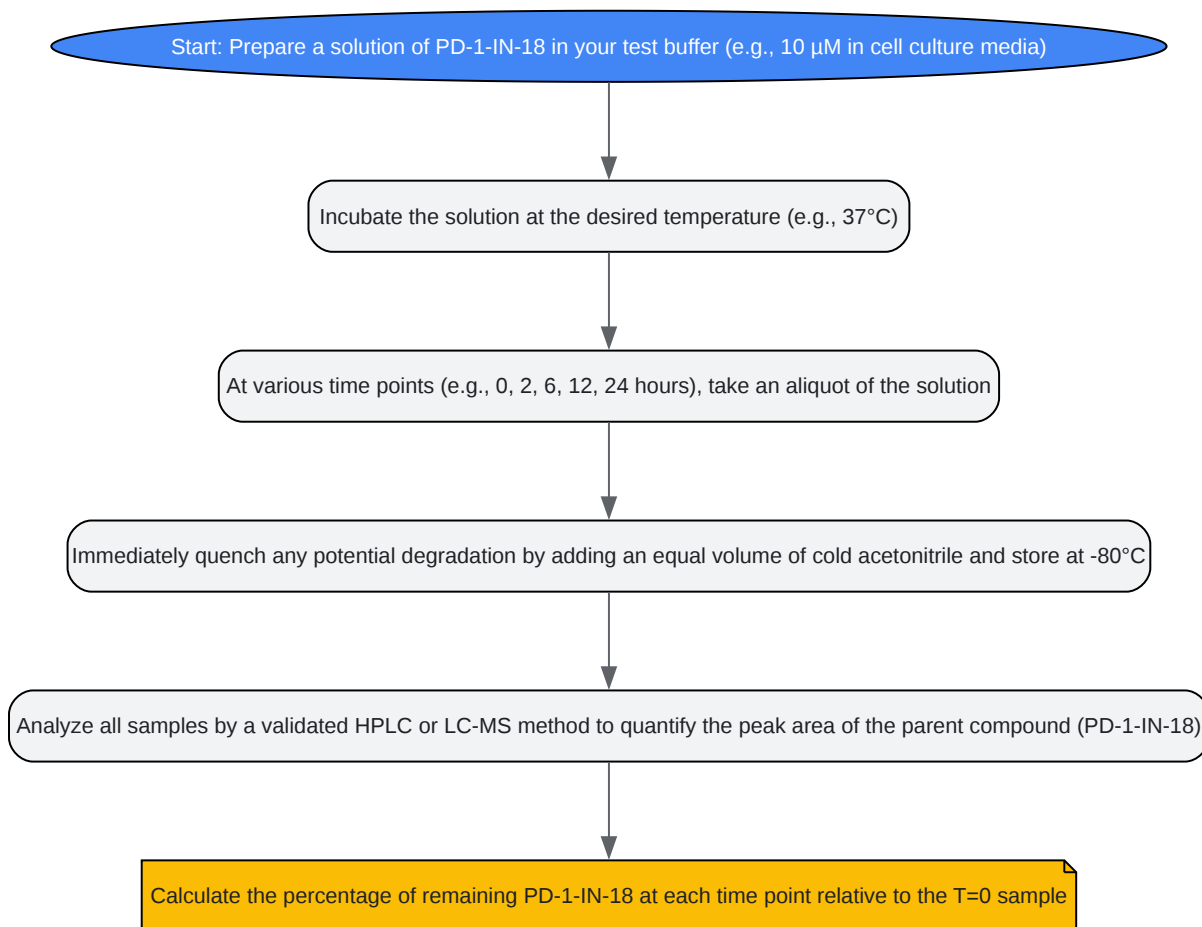 Start: Prepare a solution of PD-1-IN-18 in your test buffer (e.g., 10 µM in cell culture media)
Incubate the solution at the desired temperature (e.g., 37°C)
At various time points (e.g., 0, 2, 6, 12, 24 hours), take an aliquot of the solution
Immediately quench any potential degradation by adding an equal volume of cold acetonitrile and store at -80°C
Analyze all samples by a validated HPLC or LC-MS method to quantify the peak area of the parent compound (PD-1-IN-18)
Calculate the percentage of remaining PD-1-IN-18 at each time point relative to the T=0 sample